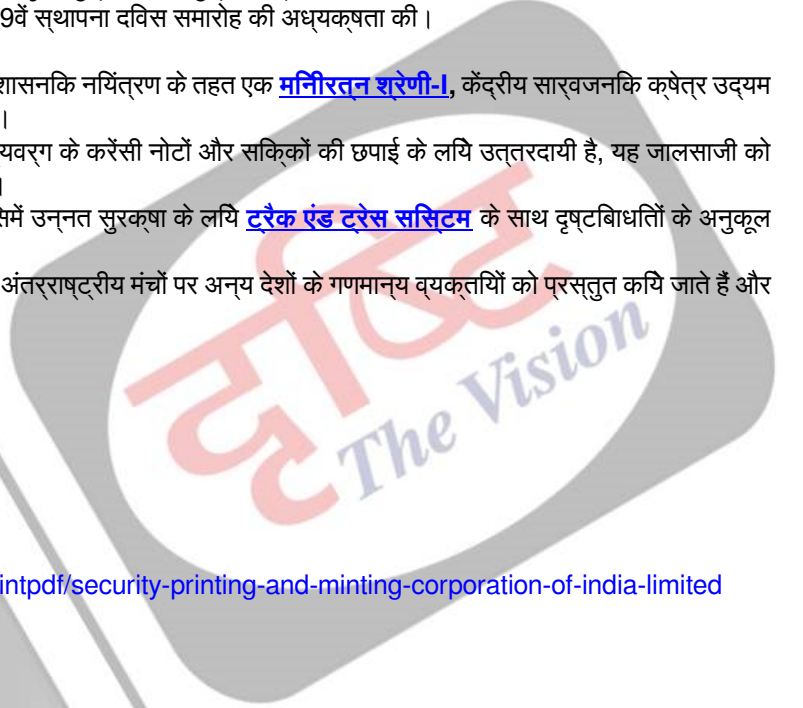 9वें स्थापना दिवस समारोह की अध्यक्षता की।
शासनिक नियंत्रण के तहत एक मिनीरत्न श्रेणी-I, केंद्रीय सार्वजनिक क्षेत्र उद्यम
।
यवर्ग के करेंसी नोटों और सिक्कों की छपाई के लिये उत्तरदायी है, यह जालसाजी को
।
समें उन्नत सुरक्षा के लिये ट्रैक एंड ट्रेस सिस्टम के साथ दृष्टिबाधितों के अनुकूल
अंतर्राष्ट्रीय मंचों पर अन्य देशों के गणमान्य व्यक्तियों को प्रस्तुत किये जाते हैं और
दृष्टि
The Vision
intpdf/security-printing-and-minting-corporation-of-india-limited